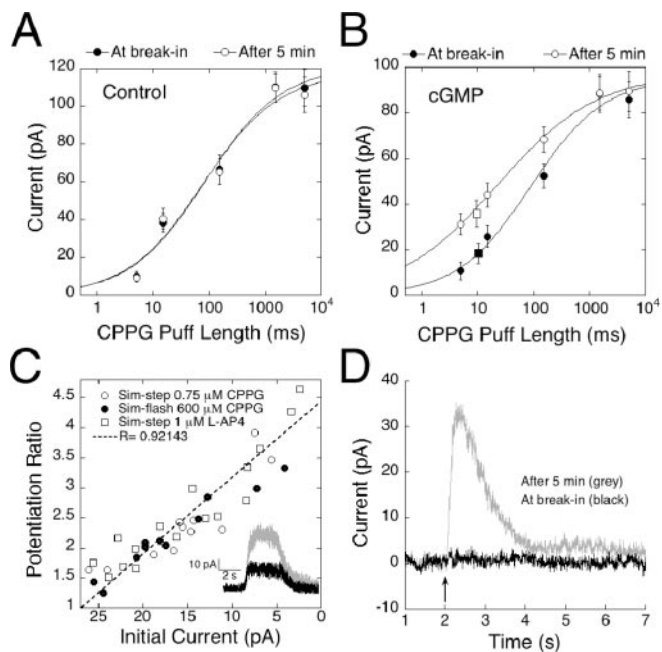 A
B
● At break-in ○ After 5 min
● At break-in ○ After 5 min
120
100
80
60
40
20
0
Control
Current (pA)
1 10 100 1000 10⁴
CPPG Puff Length (ms)
100
80
60
40
20
0
cGMP
Current (pA)
1 10 100 1000 10⁴
CPPG Puff Length (ms)
C
D
4.5
4
3.5
3
2.5
2
1.5
1
Potentiation Ratio
○ Sim-step 0.75 μM CPPG
● Sim-flash 600 μM CPPG
□ Sim-step 1 μM L-AP4
----- R= 0.92143
10 pA
2 s
25 20 15 10 5 0
Initial Current (pA)
40
30
20
10
0
-10
Current (pA)
After 5 min (grey)
At break-in (black)
1 2 3 4 5 6 7
Time (s)